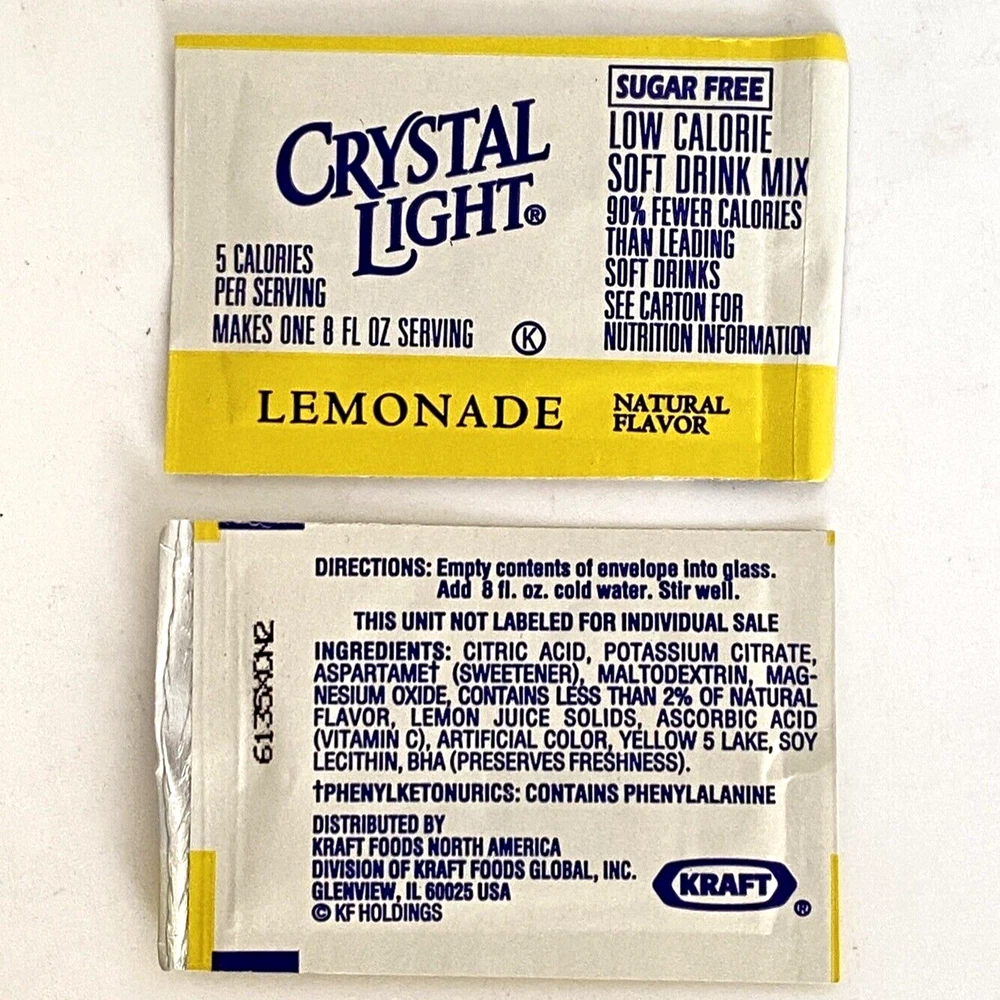 CRYSTAL
LIGHT®
5 CALORIES
PER SERVING
MAKES ONE 8 FL OZ SERVING
K
SUGAR FREE
LOW CALORIE
SOFT DRINK MIX
90% FEWER CALORIES
THAN LEADING
SOFT DRINKS
SEE CARTON FOR
NUTRITION INFORMATION
LEMONADE
NATURAL
FLAVOR
DIRECTIONS: Empty contents of envelope into glass.
Add 8 fl. oz. cold water. Stir well.
THIS UNIT NOT LABELED FOR INDIVIDUAL SALE
INGREDIENTS: CITRIC ACID, POTASSIUM CITRATE,
ASPARTAME† (SWEETENER), MALTODEXTRIN, MAG-
NESIUM OXIDE, CONTAINS LESS THAN 2% OF NATURAL
FLAVOR, LEMON JUICE SOLIDS, ASCORBIC ACID
(VITAMIN C), ARTIFICIAL COLOR, YELLOW 5 LAKE, SOY
LECITHIN, BHA (PRESERVES FRESHNESS).
†PHENYLKETONURICS: CONTAINS PHENYLALANINE
DISTRIBUTED BY
KRAFT FOODS NORTH AMERICA
DIVISION OF KRAFT FOODS GLOBAL, INC.
GLENVIEW, IL 60025 USA
© KF HOLDINGS
KRAFT®